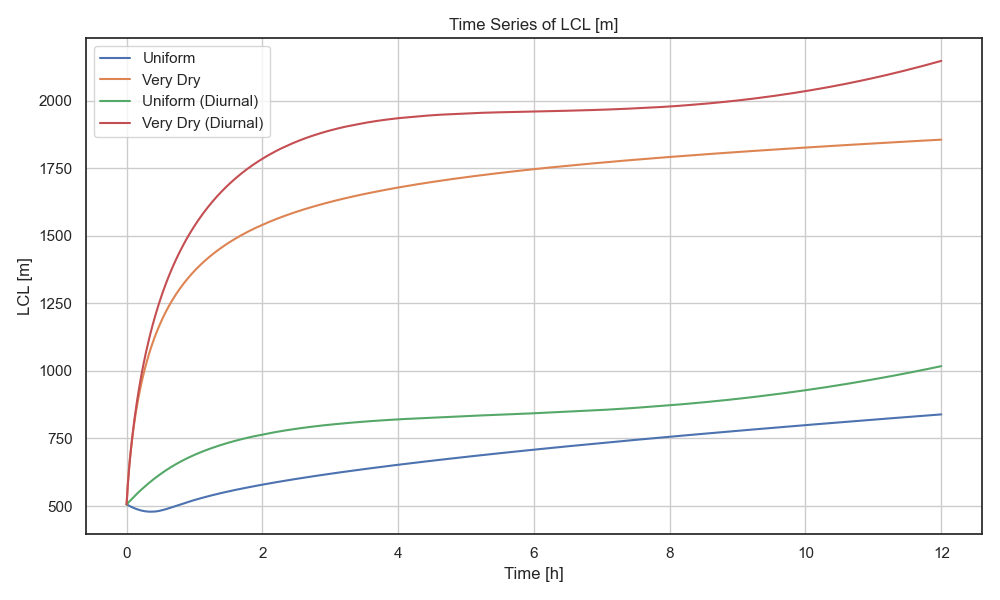 Time Series of LCL [m]
Uniform
Very Dry
Uniform (Diurnal)
Very Dry (Diurnal)
LCL [m]
2000
1750
1500
1250
1000
750
500
0 2 4 6 8 10 12
Time [h]